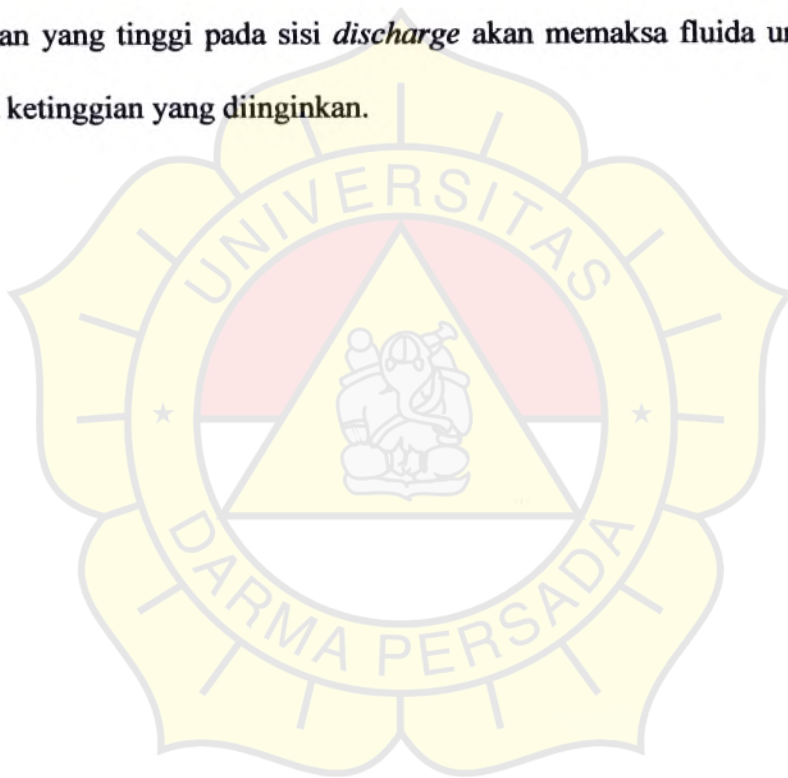 an yang tinggi pada sisi discharge akan memaksa fluida u
ketinggian yang diinginkan.
UNIVERSITAS
DARMA PERSADA